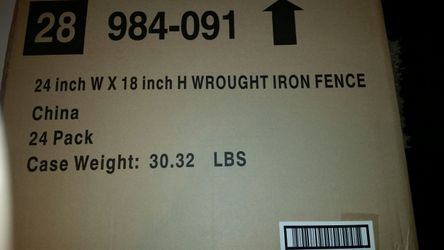 28 984-091
24 inch W X 18 inch H WROUGHT IRON FENCE
China
24 Pack
Case Weight: 30.32 LBS